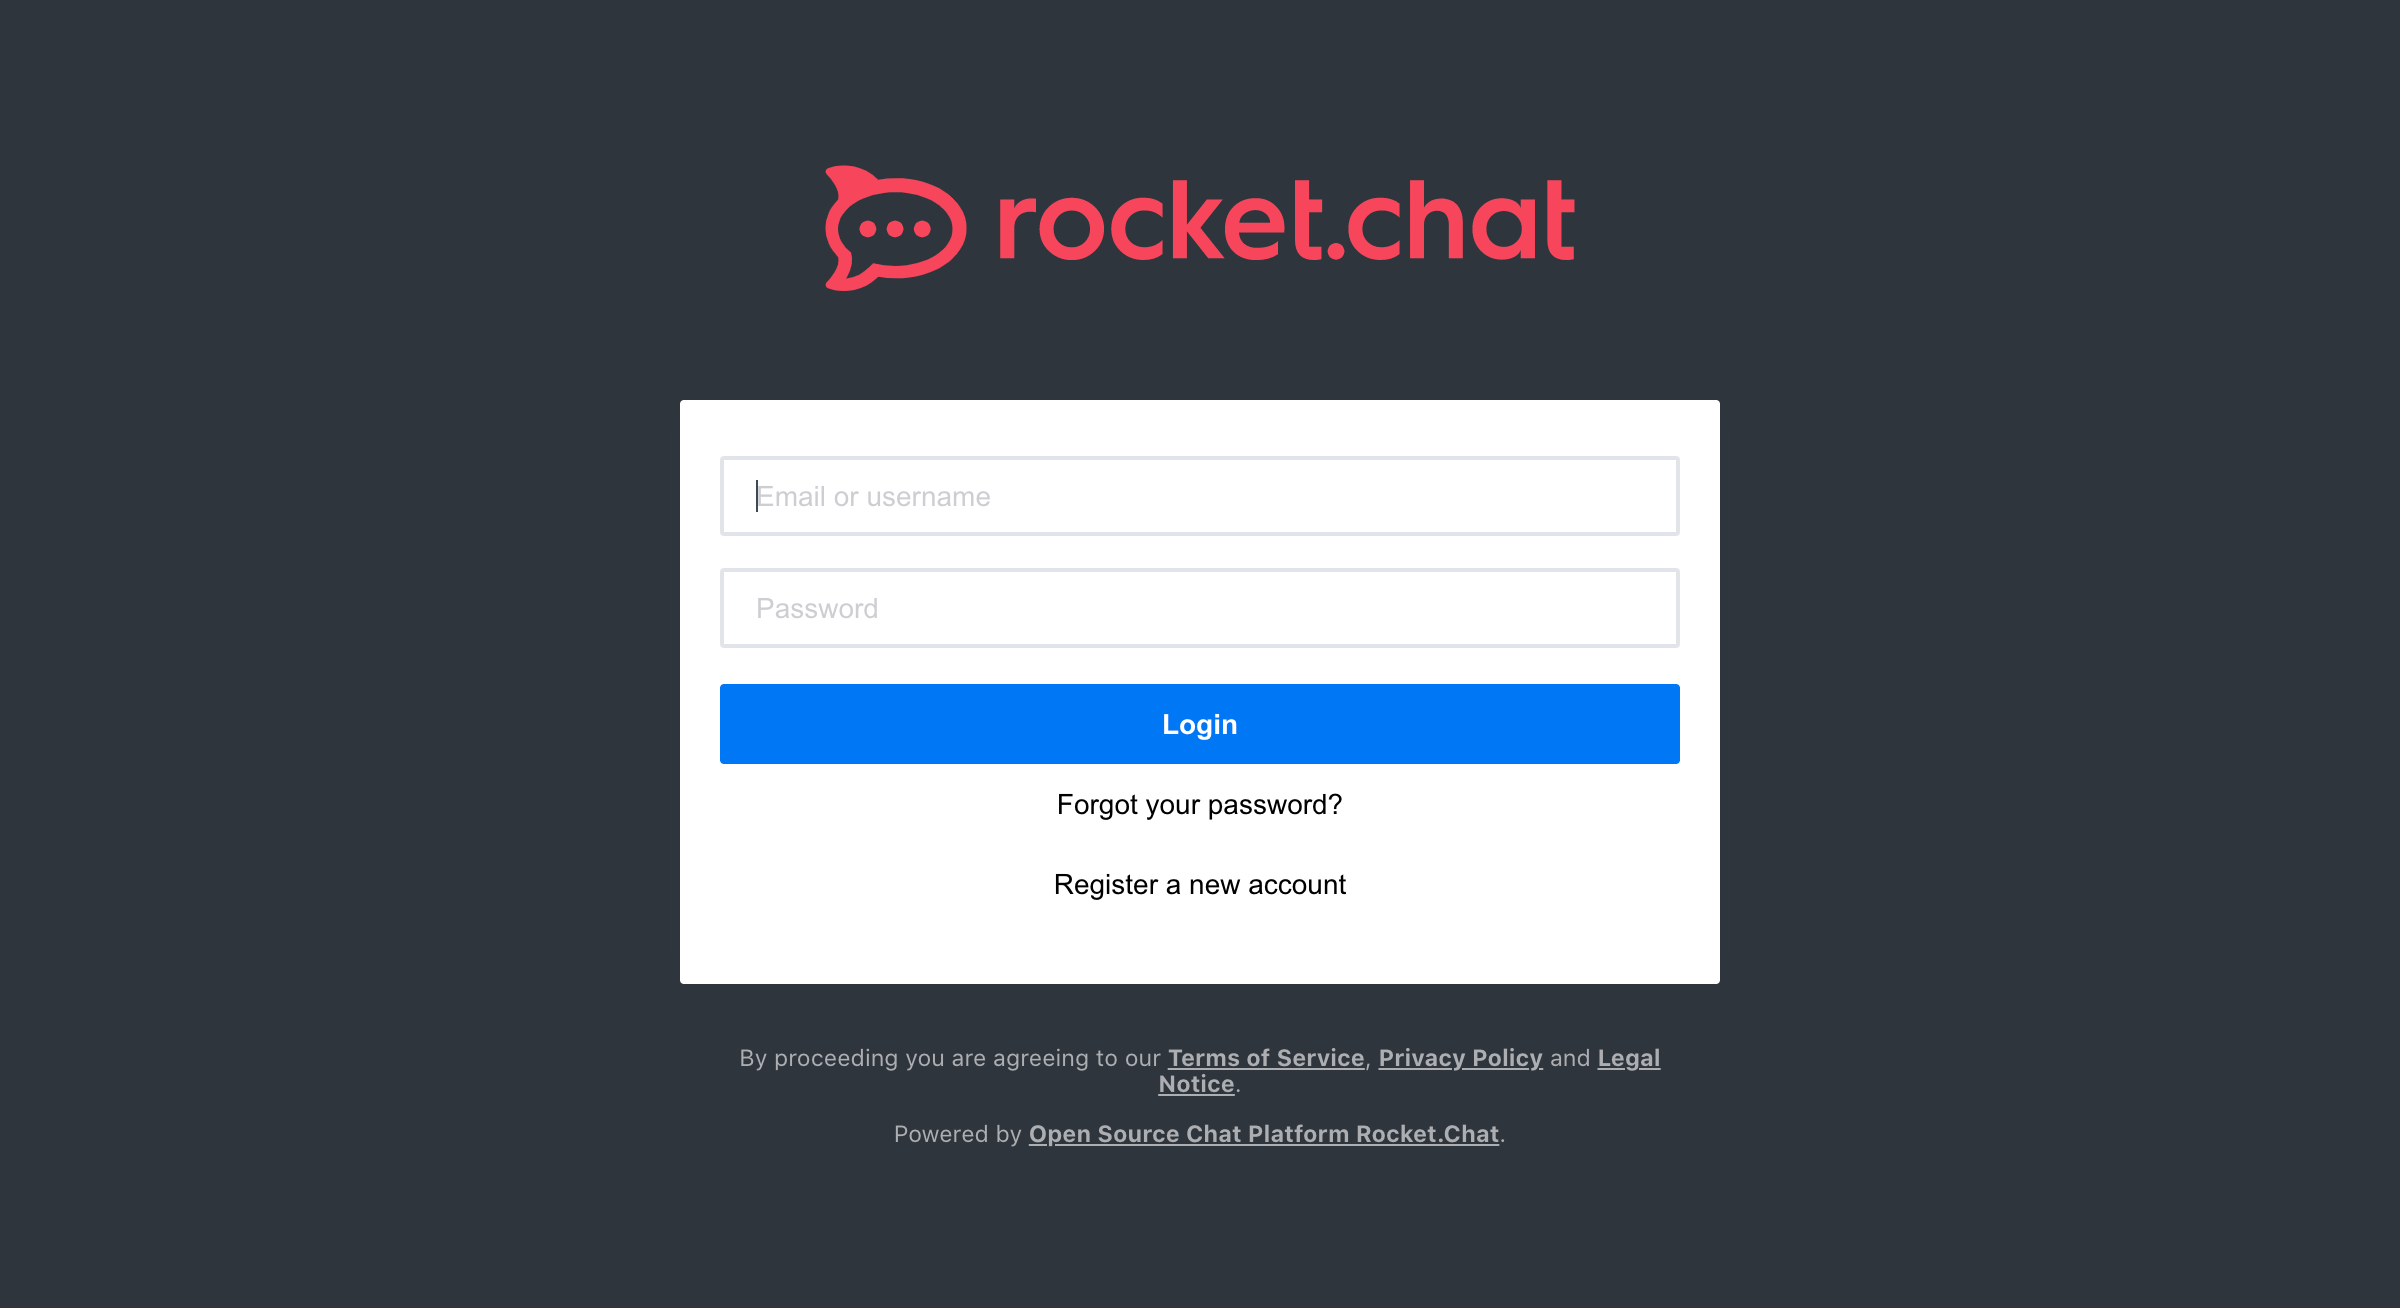 rocket.chat
Email or username
Password
Login
Forgot your password?
Register a new account
By proceeding you are agreeing to our Terms of Service, Privacy Policy and Legal
Notice.
Powered by Open Source Chat Platform Rocket.Chat.